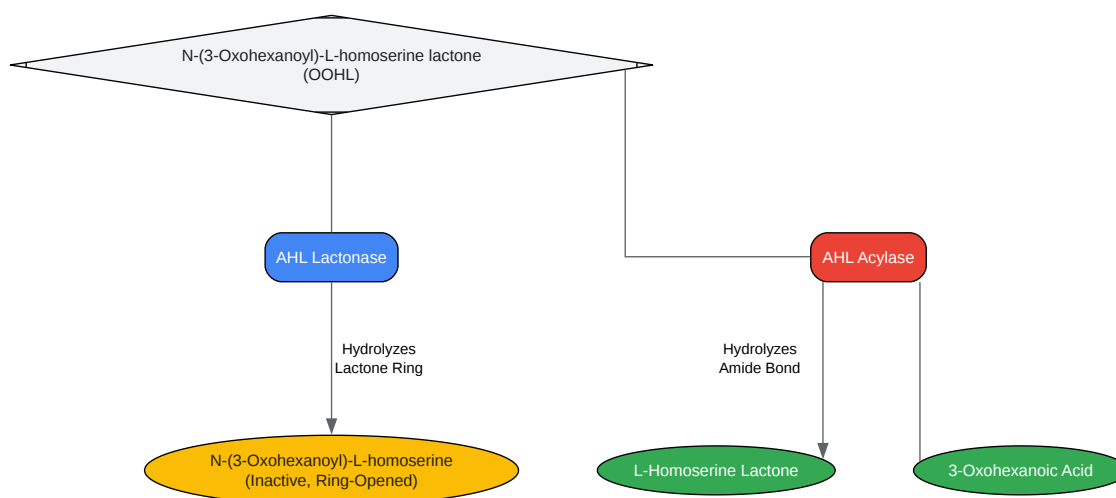 N-(3-Oxohexanoyl)-L-homoserine lactone
(OOHL)
AHL Lactonase
AHL Acylase
Hydrolyzes
Lactone Ring
Hydrolyzes
Amide Bond
N-(3-Oxohexanoyl)-L-homoserine
(Inactive, Ring-Opened)
L-Homoserine Lactone
3-Oxohexanoic Acid